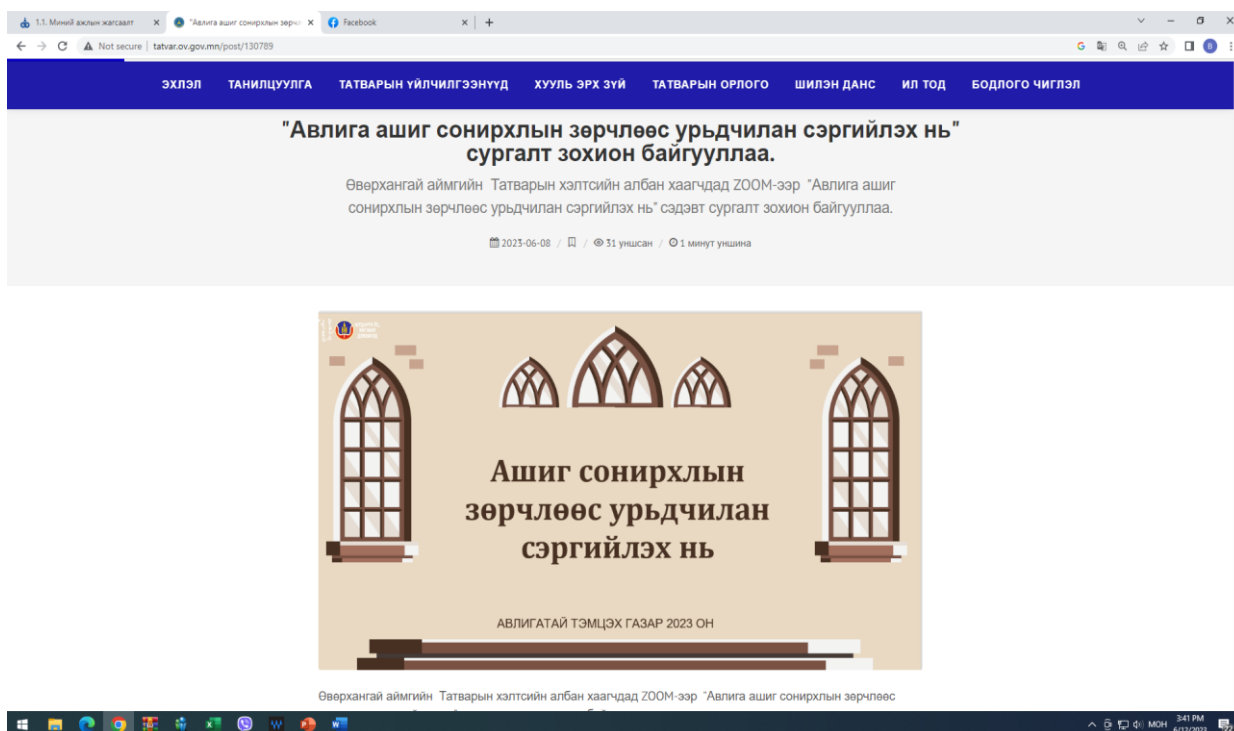 1.1. Миний ажлын жагсаалт
"Авлига ашиг сонирхлын зөрч
Facebook
Not secure
tatvar.ov.gov.mn/post/130789
ЭХЛЭЛ ТАНИЛЦУУЛГА ТАТВАРЫН ҮЙЛЧИЛГЭЭНҮҮД ХУУЛЬ ЭРХ ЗҮЙ ТАТВАРЫН ОРЛОГО ШИЛЭН ДАНС ИЛ ТОД БОДЛОГО ЧИГЛЭЛ
"Авлига ашиг сонирхлын зөрчлөөс урьдчилан сэргийлэх нь"
сургалт зохион байгууллаа.
Өвөрхангай аймгийн Татварын хэлтсийн албан хаагчдад ZOOM-ээр "Авлига ашиг
сонирхлын зөрчлөөс урьдчилан сэргийлэх нь" сэдэвт сургалт зохион байгууллаа.
2023-06-08 / / 31 уншсан / 1 минут уншина
Ашиг сонирхлын
зөрчлөөс урьдчилан
сэргийлэх нь
АВЛИГАТАЙ ТЭМЦЭХ ГАЗАР 2023 ОН
Өвөрхангай аймгийн Татварын хэлтсийн албан хаагчдад ZOOM-ээр "Авлига ашиг сонирхлын зөрчлөөс
МОН
3:41 PM
6/12/2023
22